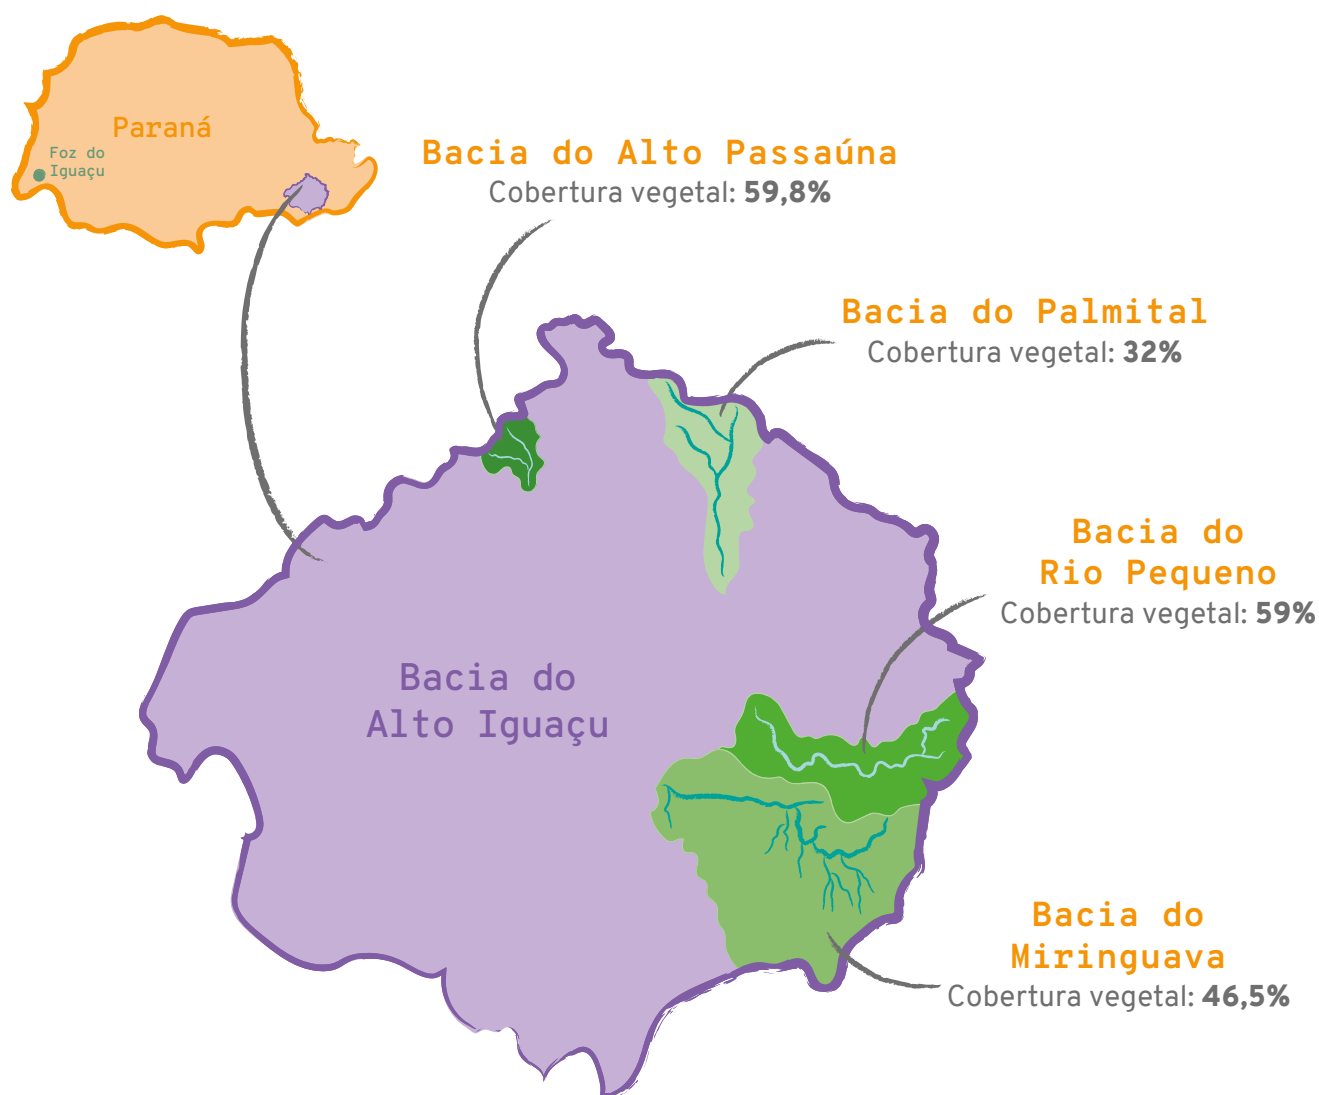 Paraná
Foz do
Iguaçu
Bacia do Alto Passaúna
Cobertura vegetal: 59,8%
Bacia do Palmital
Cobertura vegetal: 32%
Bacia do
Rio Pequeno
Cobertura vegetal: 59%
Bacia do
Alto Iguaçu
Bacia do
Miringuava
Cobertura vegetal: 46,5%